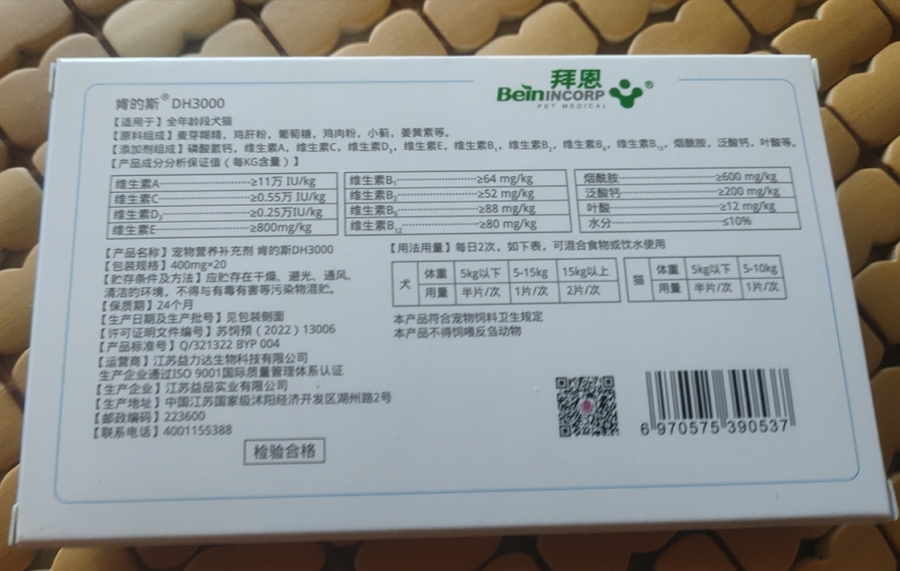 拜恩
Bein INCORP ®
PET MEDICAL
肯的斯® DH3000
【适用于】全年龄段犬猫
【原料组成】麦芽糊精，鸡肝粉，葡萄糖，鸡肉粉，小蓟，姜黄素等。
【添加剂组成】磷酸氢钙，维生素A，维生素C，维生素D₃，维生素E，维生素B₁，维生素B₂，维生素B₆，维生素B₁₂，烟酰胺，泛酸钙，叶酸等。
【产品成分分析保证值（每KG含量）】
维生素A ≥11万 IU/kg
维生素C ≥0.55万 IU/kg
维生素D₃ ≥0.25万IU/kg
维生素E ≥800mg/kg
维生素B₁ ≥64 mg/kg
维生素B₂ ≥52 mg/kg
维生素B₆ ≥88 mg/kg
维生素B₁₂ ≥80 mg/kg
烟酰胺 ≥600 mg/kg
泛酸钙 ≥200 mg/kg
叶酸 ≥12 mg/kg
水分 ≤10%
【产品名称】宠物营养补充剂 肯的斯DH3000
【包装规格】400mg×20
【贮存条件及方法】应贮存在干燥、避光、通风、
清洁的环境，不得与有毒有害等污染物混贮。
【保质期】24个月
【生产日期及生产批号】见包装侧面
【许可证明文件编号】苏饲预（2022）13006
【产品标准号】Q/321322 BYP 004
【运营商】江苏益力达生物科技有限公司
生产企业通过ISO 9001国际质量管理体系认证
【生产企业】江苏益品实业有限公司
【生产地址】中国江苏国家级沭阳经济开发区湖州路2号
【邮政编码】223600
【联系电话】4001155388
检验合格
【用法用量】每日2次，如下表，可混合食物或饮水使用
犬 体重 5kg以下 5-15kg 15kg以上
用量 半片/次 1片/次 2片/次
猫 体重 5kg以下 5-10kg
用量 半片/次 1片/次
本产品符合宠物饲料卫生规定
本产品不得饲喂反刍动物
6 970575 390537